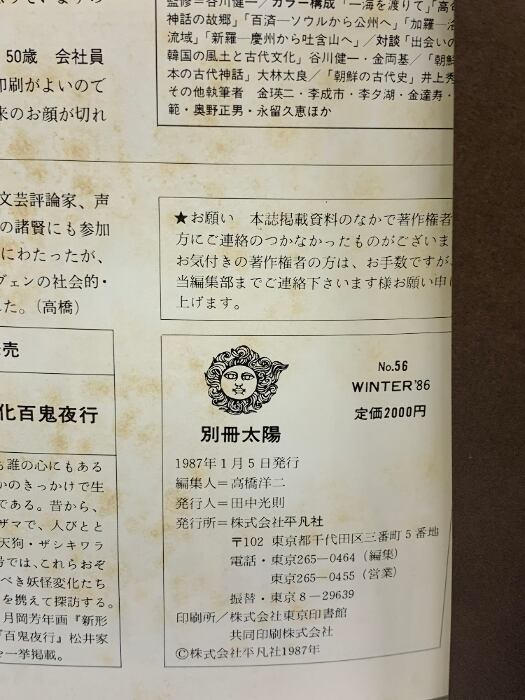 監修＝谷川健一／カラー構成「一海を渡りて」「高
神話の故郷」「百済―ソウルから公州へ」「加羅―
流域」「新羅―慶州から吐含山へ」／対談「出会い
韓国の風土と古代文化」谷川健一・金両基／「朝鮮
本の古代神話」大林太良／「朝鮮の古代史」井上秀
その他執筆者　金瑛二・李成市・李夕湖・金達寿・
範・奥野正男・永留久恵ほか
50歳　会社員
印刷がよいので
来のお顔が切れ
文芸評論家、声
の諸賢にも参加
にわたったが、
ヴェンの社会的・
た。（高橋）
★お願い　本誌掲載資料のなかで著作権者
方にご連絡のつかなかったものがございま
お気付きの著作権者の方は、お手数ですが
当編集部までご連絡下さいます様お願い申
上げます。
売
化百鬼夜行
も誰の心にもある
かのきっかけで生
である。昔から、
ザマで、人びとと
天狗・ザシキワラ
号では、これらおぞ
べき妖怪変化たち
を携えて探訪する。
月岡芳年画『新形
『百鬼夜行』松井家
一挙掲載。
別冊太陽
No.56
WINTER'86
定価2000円
1987年1月5日発行
編集人＝高橋洋二
発行人＝田中光則
発行所＝株式会社平凡社
〒102　東京都千代田区三番町5番地
電話・東京265―0464（編集）
東京265―0455（営業）
振替・東京8―29639
印刷所／株式会社東京印書館
共同印刷株式会社
©株式会社平凡社1987年